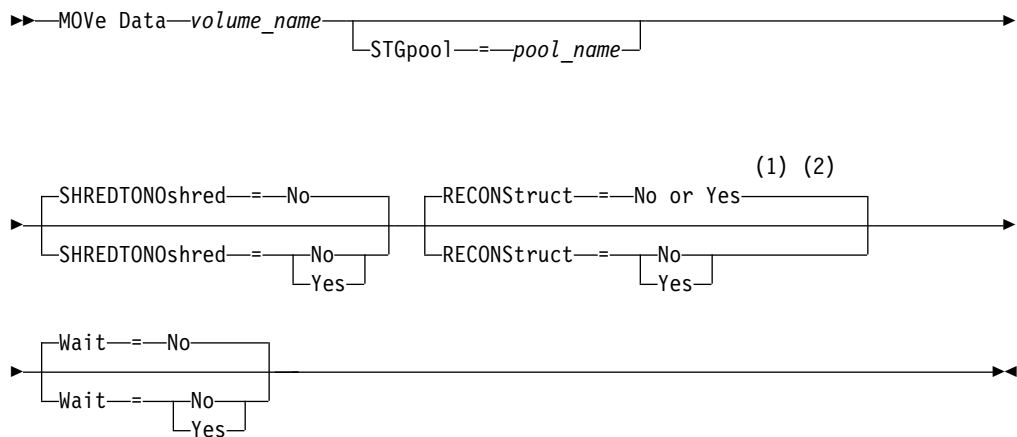 MOVe Data volume_name
STGpool = pool_name
(1) (2)
SHREDTONOshred = No RECONStruct = No or Yes
SHREDTONOshred = No RECONStruct = No
Yes Yes
Wait = No
Wait = No
Yes